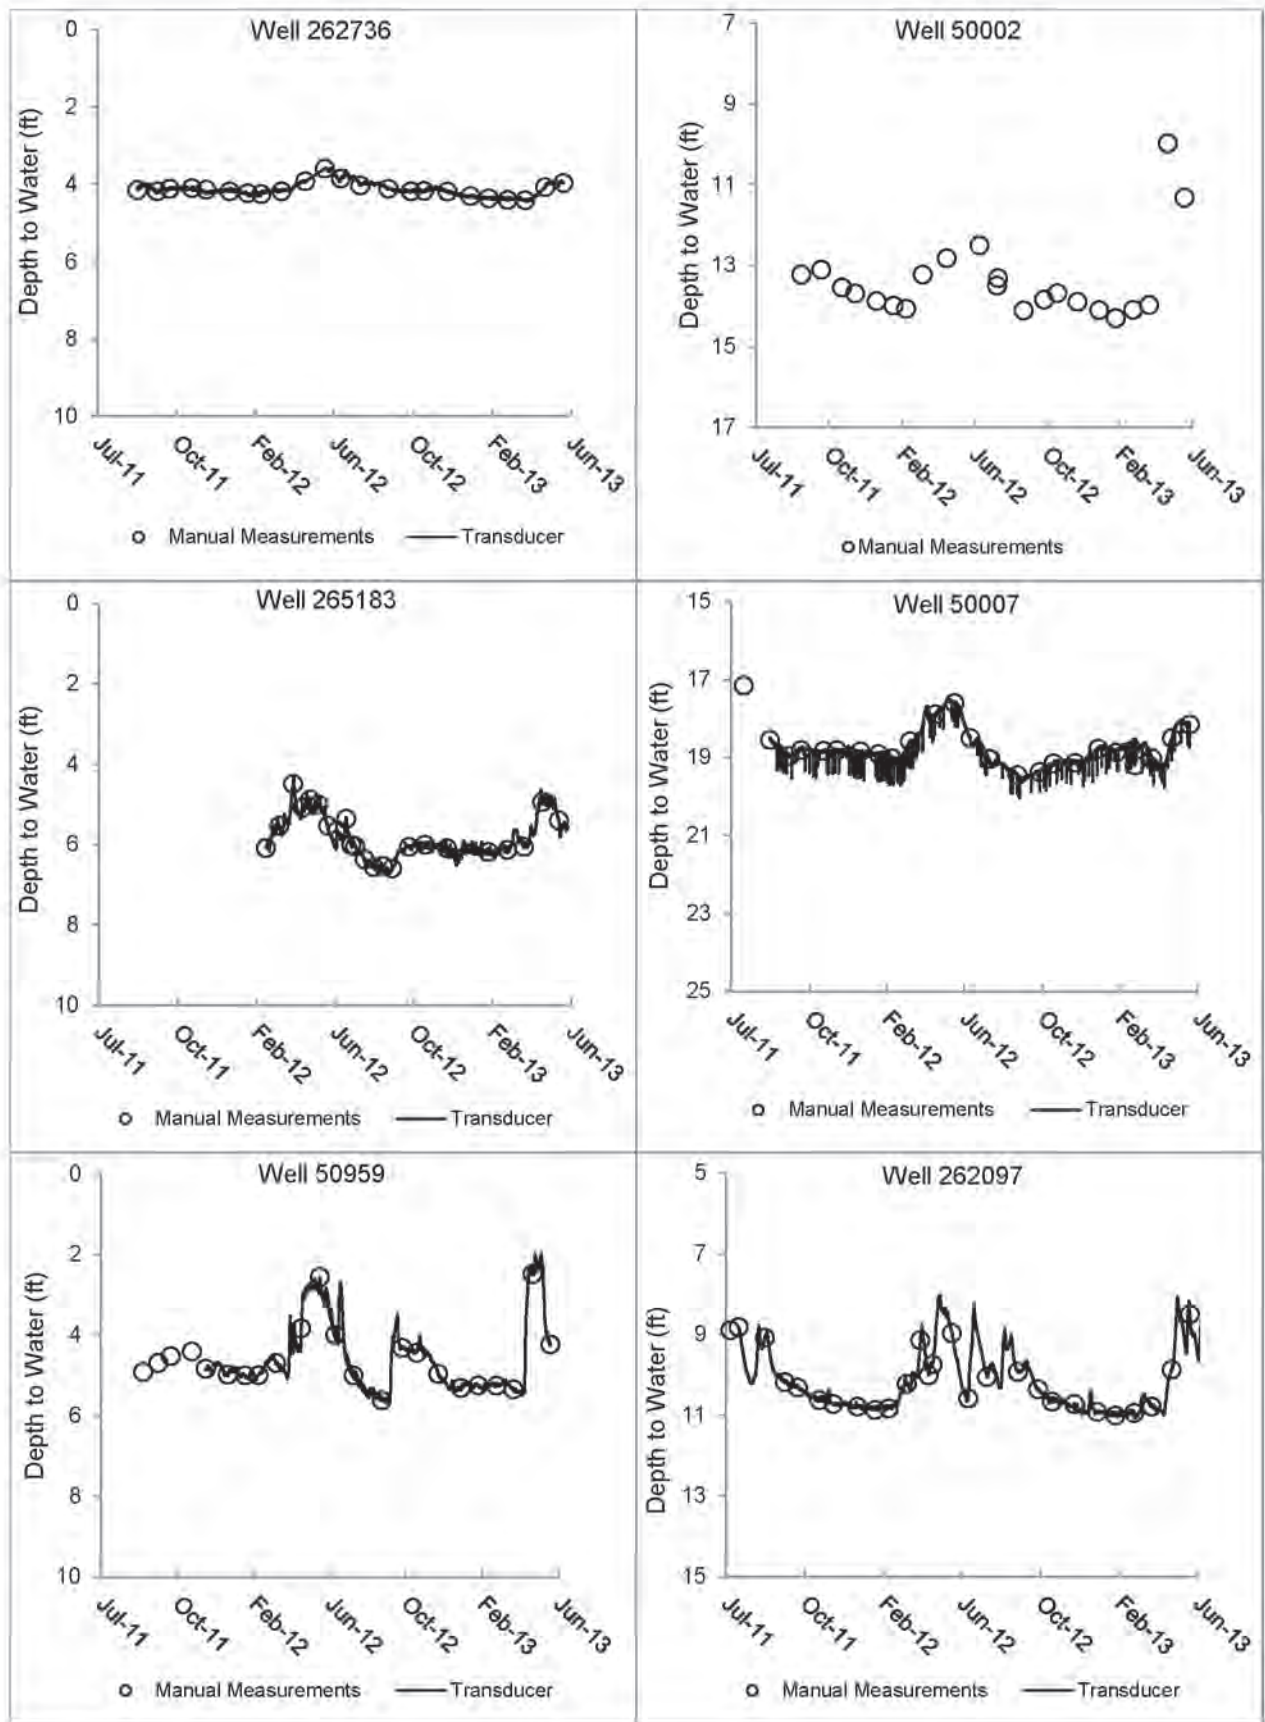 Well 262736
Depth to Water (ft)
0
2
4
6
8
10
Jul-11
Oct-11
Feb-12
Jun-12
Oct-12
Feb-13
Jun-13
Manual Measurements
Transducer
Well 50002
Depth to Water (ft)
7
9
11
13
15
17
Jul-11
Oct-11
Feb-12
Jun-12
Oct-12
Feb-13
Jun-13
Manual Measurements
Well 265183
Depth to Water (ft)
0
2
4
6
8
10
Jul-11
Oct-11
Feb-12
Jun-12
Oct-12
Feb-13
Jun-13
Manual Measurements
Transducer
Well 50007
Depth to Water (ft)
15
17
19
21
23
25
Jul-11
Oct-11
Feb-12
Jun-12
Oct-12
Feb-13
Jun-13
Manual Measurements
Transducer
Well 50959
Depth to Water (ft)
0
2
4
6
8
10
Jul-11
Oct-11
Feb-12
Jun-12
Oct-12
Feb-13
Jun-13
Manual Measurements
Transducer
Well 262097
Depth to Water (ft)
5
7
9
11
13
15
Jul-11
Oct-11
Feb-12
Jun-12
Oct-12
Feb-13
Jun-13
Manual Measurements
Transducer